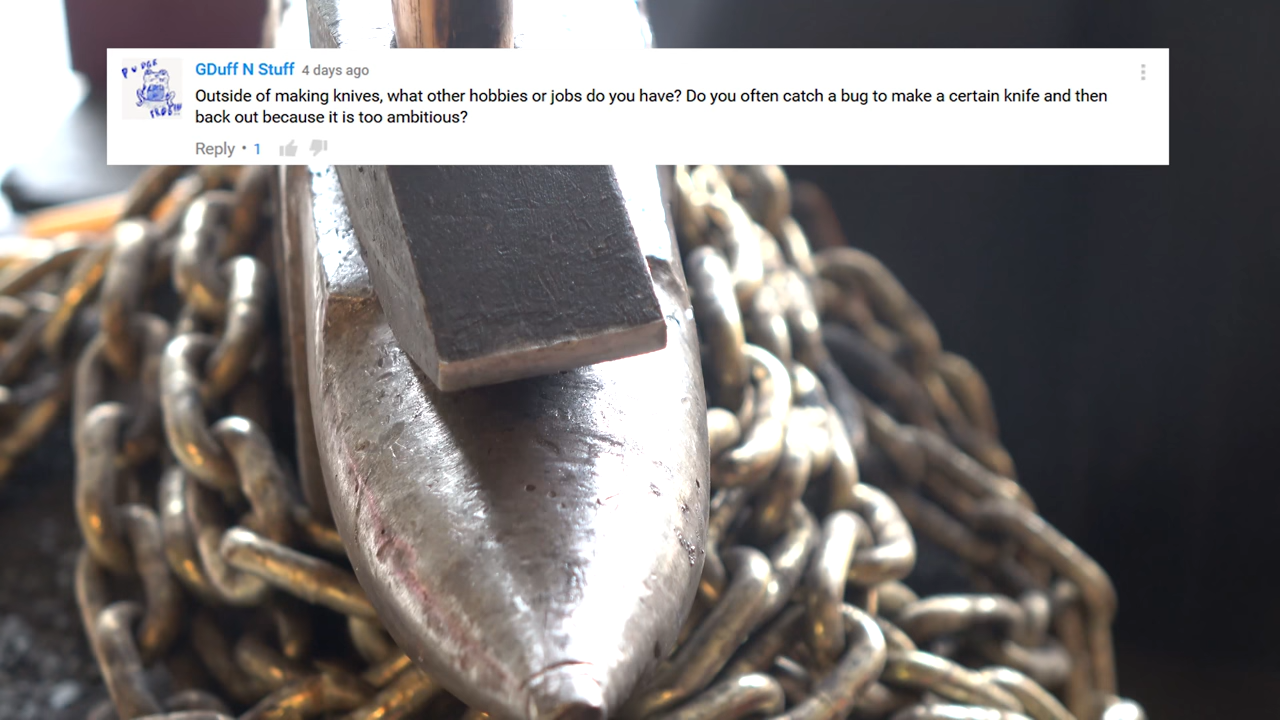 PUDGE
GDuff N Stuff 4 days ago
Outside of making knives, what other hobbies or jobs do you have? Do you often catch a bug to make a certain knife and then
back out because it is too ambitious?
Reply • 1